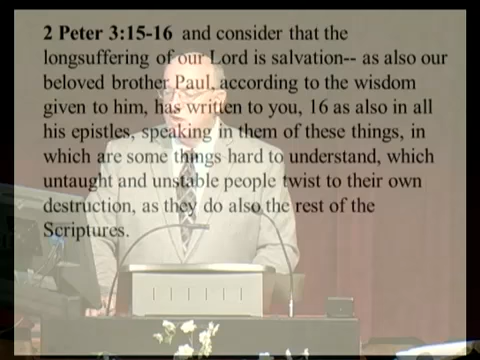 2 Peter 3:15-16 and consider that the
longsuffering of our Lord is salvation-- as also our
beloved brother Paul, according to the wisdom
given to him, has written to you, 16 as also in all
his epistles, speaking in them of these things, in
which are some things hard to understand, which
untaught and unstable people twist to their own
destruction, as they do also the rest of the
Scriptures.